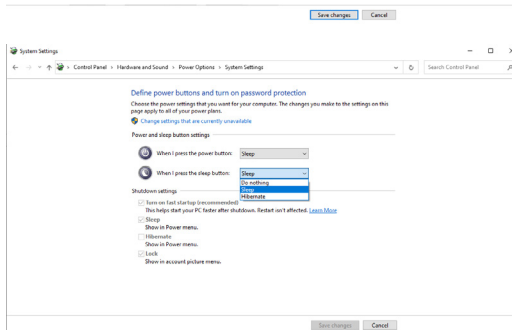 Save changes Cancel
System Settings
Control Panel › Hardware and Sound › Power Options › System Settings
Search Control Panel
Define power buttons and turn on password protection
Choose the power settings that you want for your computer. The changes you make to the settings on this
page apply to all of your power plans.
Change settings that are currently unavailable
Power and sleep button settings
When I press the power button: Sleep
When I press the sleep button: Sleep
Do nothing
Sleep
Hibernate
Shutdown settings
Turn on fast startup (recommended)
This helps start your PC faster after shutdown. Restart isn't affected. Learn More
Sleep
Show in Power menu.
Hibernate
Show in Power menu.
Lock
Show in account picture menu.
Save changes Cancel